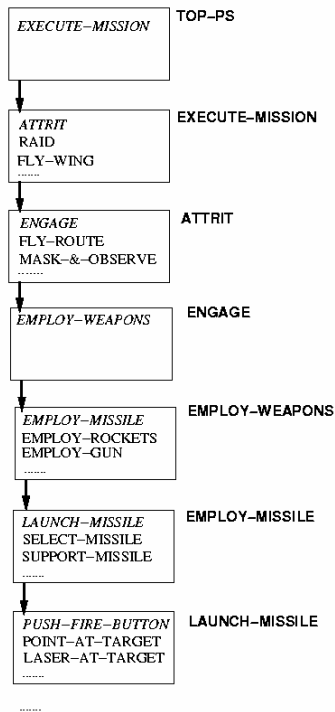 EXECUTE−MISSION
TOP−PS
ATTRIT
RAID
FLY−WING
.......
EXECUTE−MISSION
ENGAGE
FLY−ROUTE
MASK−&−OBSERVE
........
ATTRIT
EMPLOY−WEAPONS
ENGAGE
EMPLOY−MISSILE
EMPLOY−ROCKETS
EMPLOY−GUN
.......
EMPLOY−WEAPONS
LAUNCH−MISSILE
SELECT−MISSILE
SUPPORT−MISSILE
.......
EMPLOY−MISSILE
PUSH−FIRE−BUTTON
POINT−AT−TARGET
LASER−AT−TARGET
.......
LAUNCH−MISSILE
.......